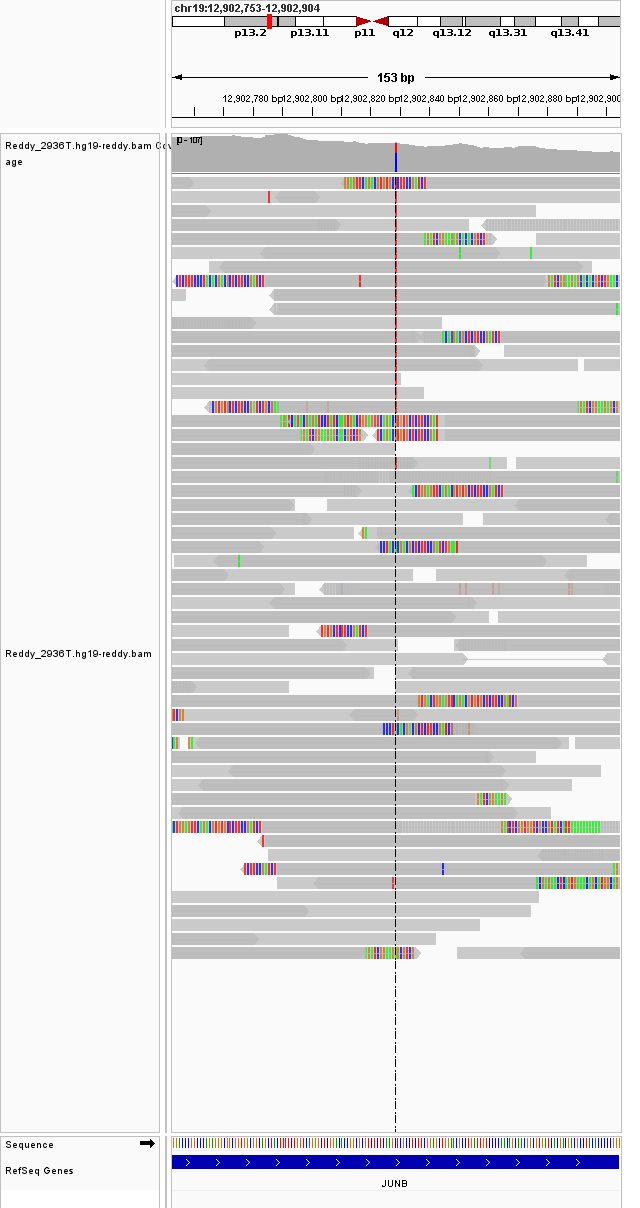 chr19:12,902,753-12,902,904
p13.2 p13.11 p11 q12 q13.12 q13.31 q13.41
153 bp
12,902,780 bp 12,902,800 bp 12,902,820 bp 12,902,840 bp 12,902,860 bp 12,902,880 bp 12,902,900
Reddy_2936T.hg19-reddy.bam Cov
age
[0 - 107]
Reddy_2936T.hg19-reddy.bam
Sequence
RefSeq Genes
JUNB